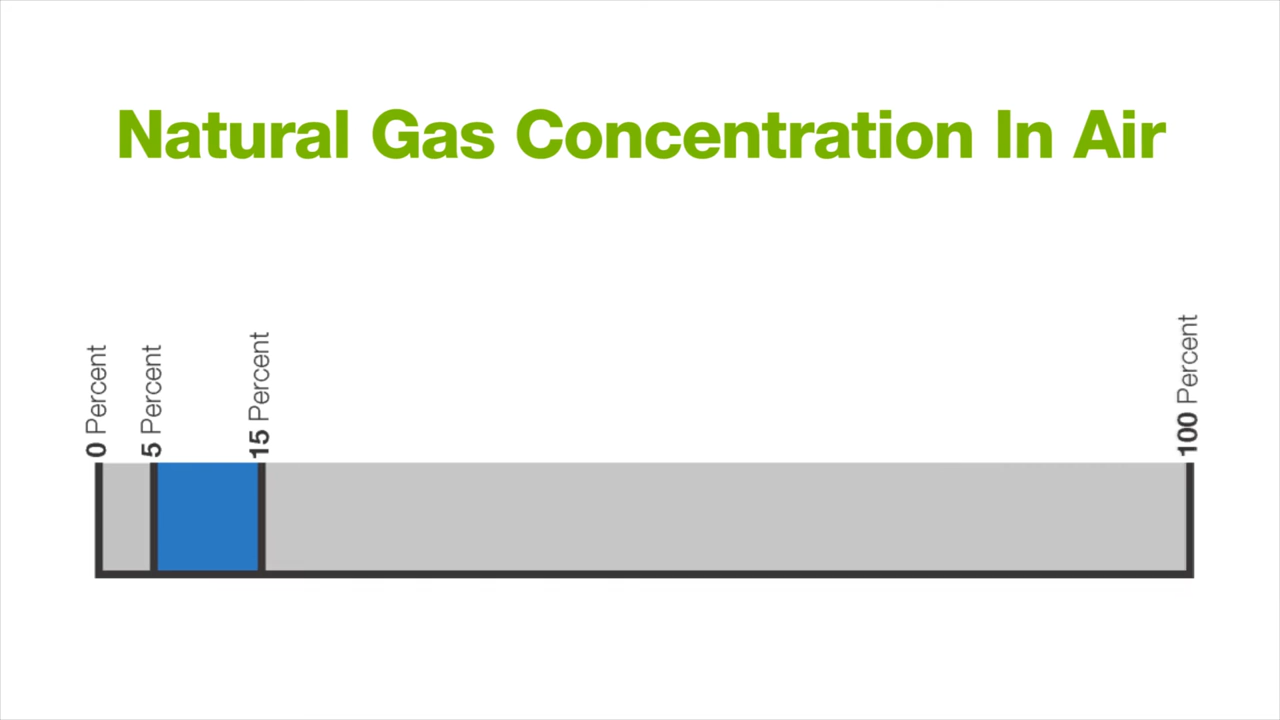 Natural Gas Concentration In Air
0 Percent
5 Percent
15 Percent
100 Percent